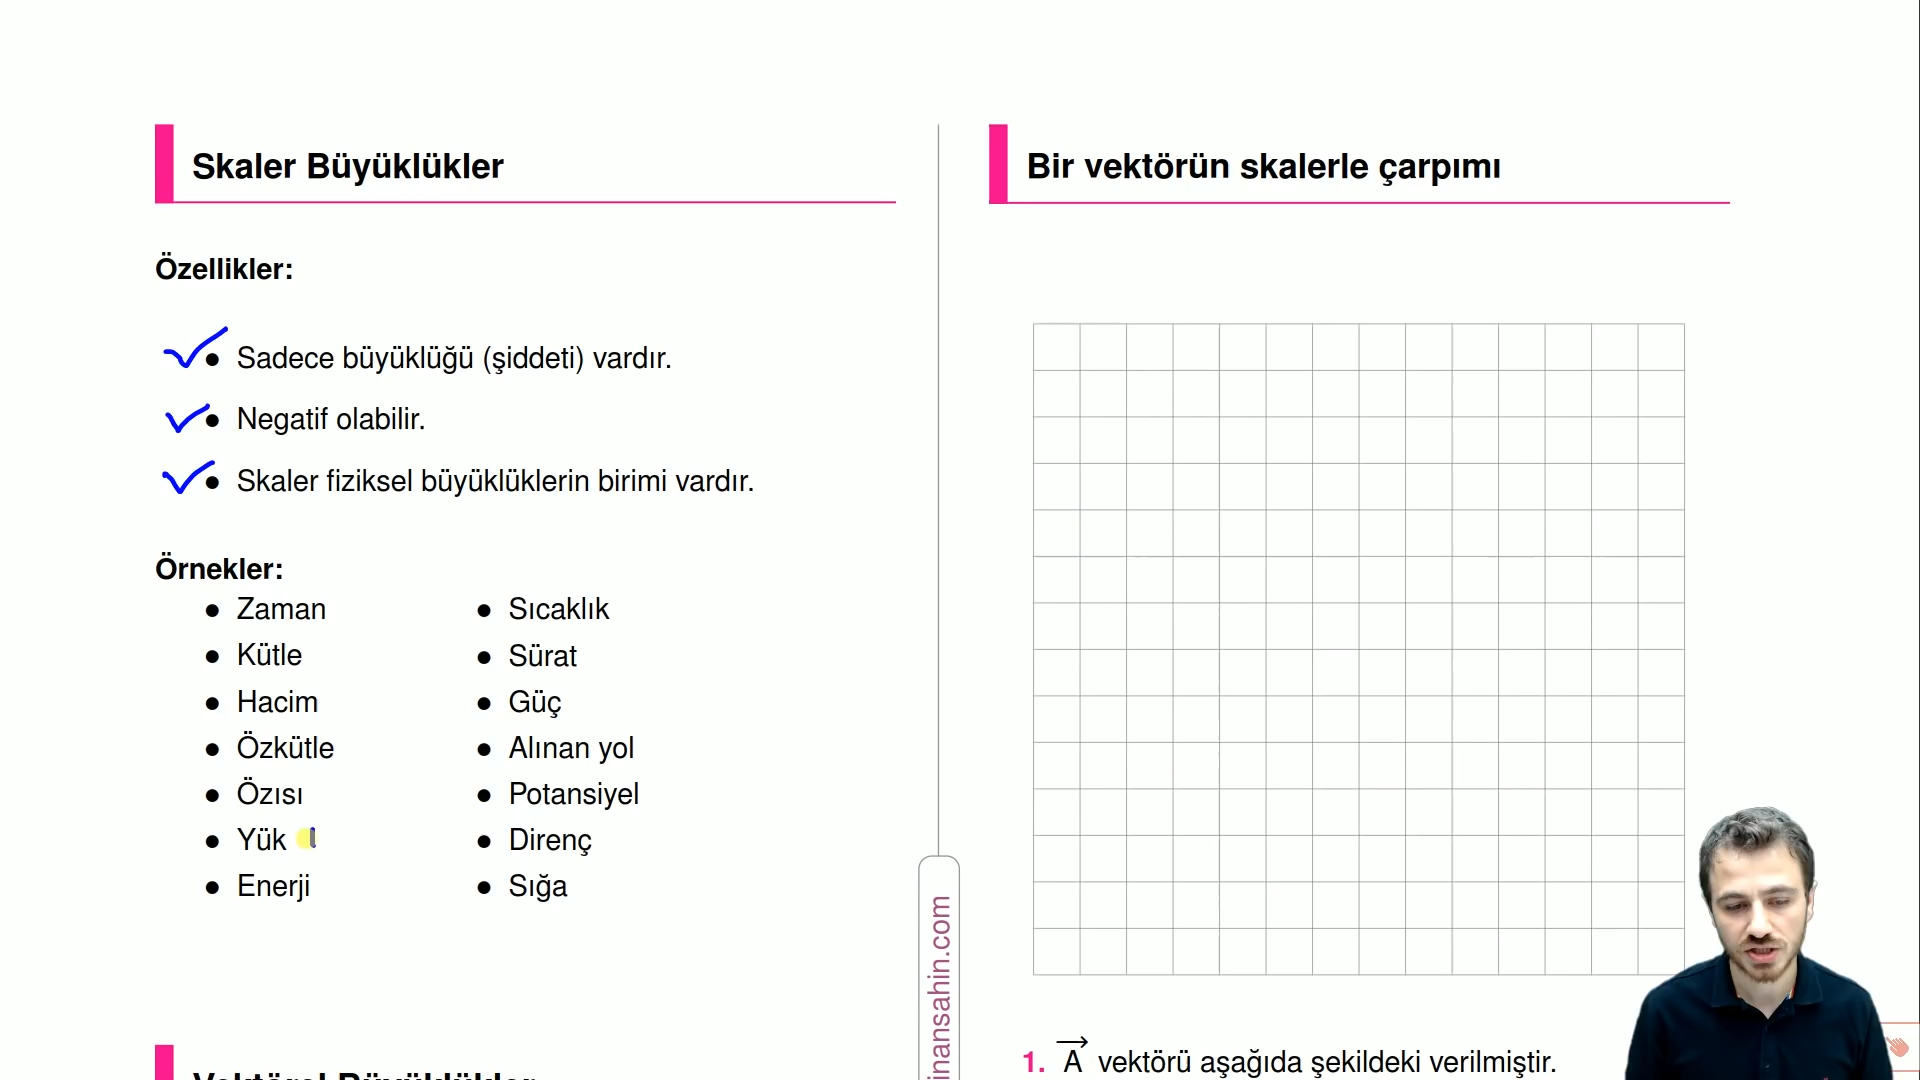 Skaler Büyüklükler
Özellikler:
Sadece büyüklüğü (şiddeti) vardır.
Negatif olabilir.
Skaler fiziksel büyüklüklerin birimi vardır.
Örnekler:
Zaman
Kütle
Hacim
Özkütle
Özısı
Yük
Enerji
Sıcaklık
Sürat
Güç
Alınan yol
Potansiyel
Direnç
Sığa
Vektörel Büyüklükler
inansahin.com
Bir vektörün skalerle çarpımı
1. A vektörü aşağıda şekildeki verilmiştir.